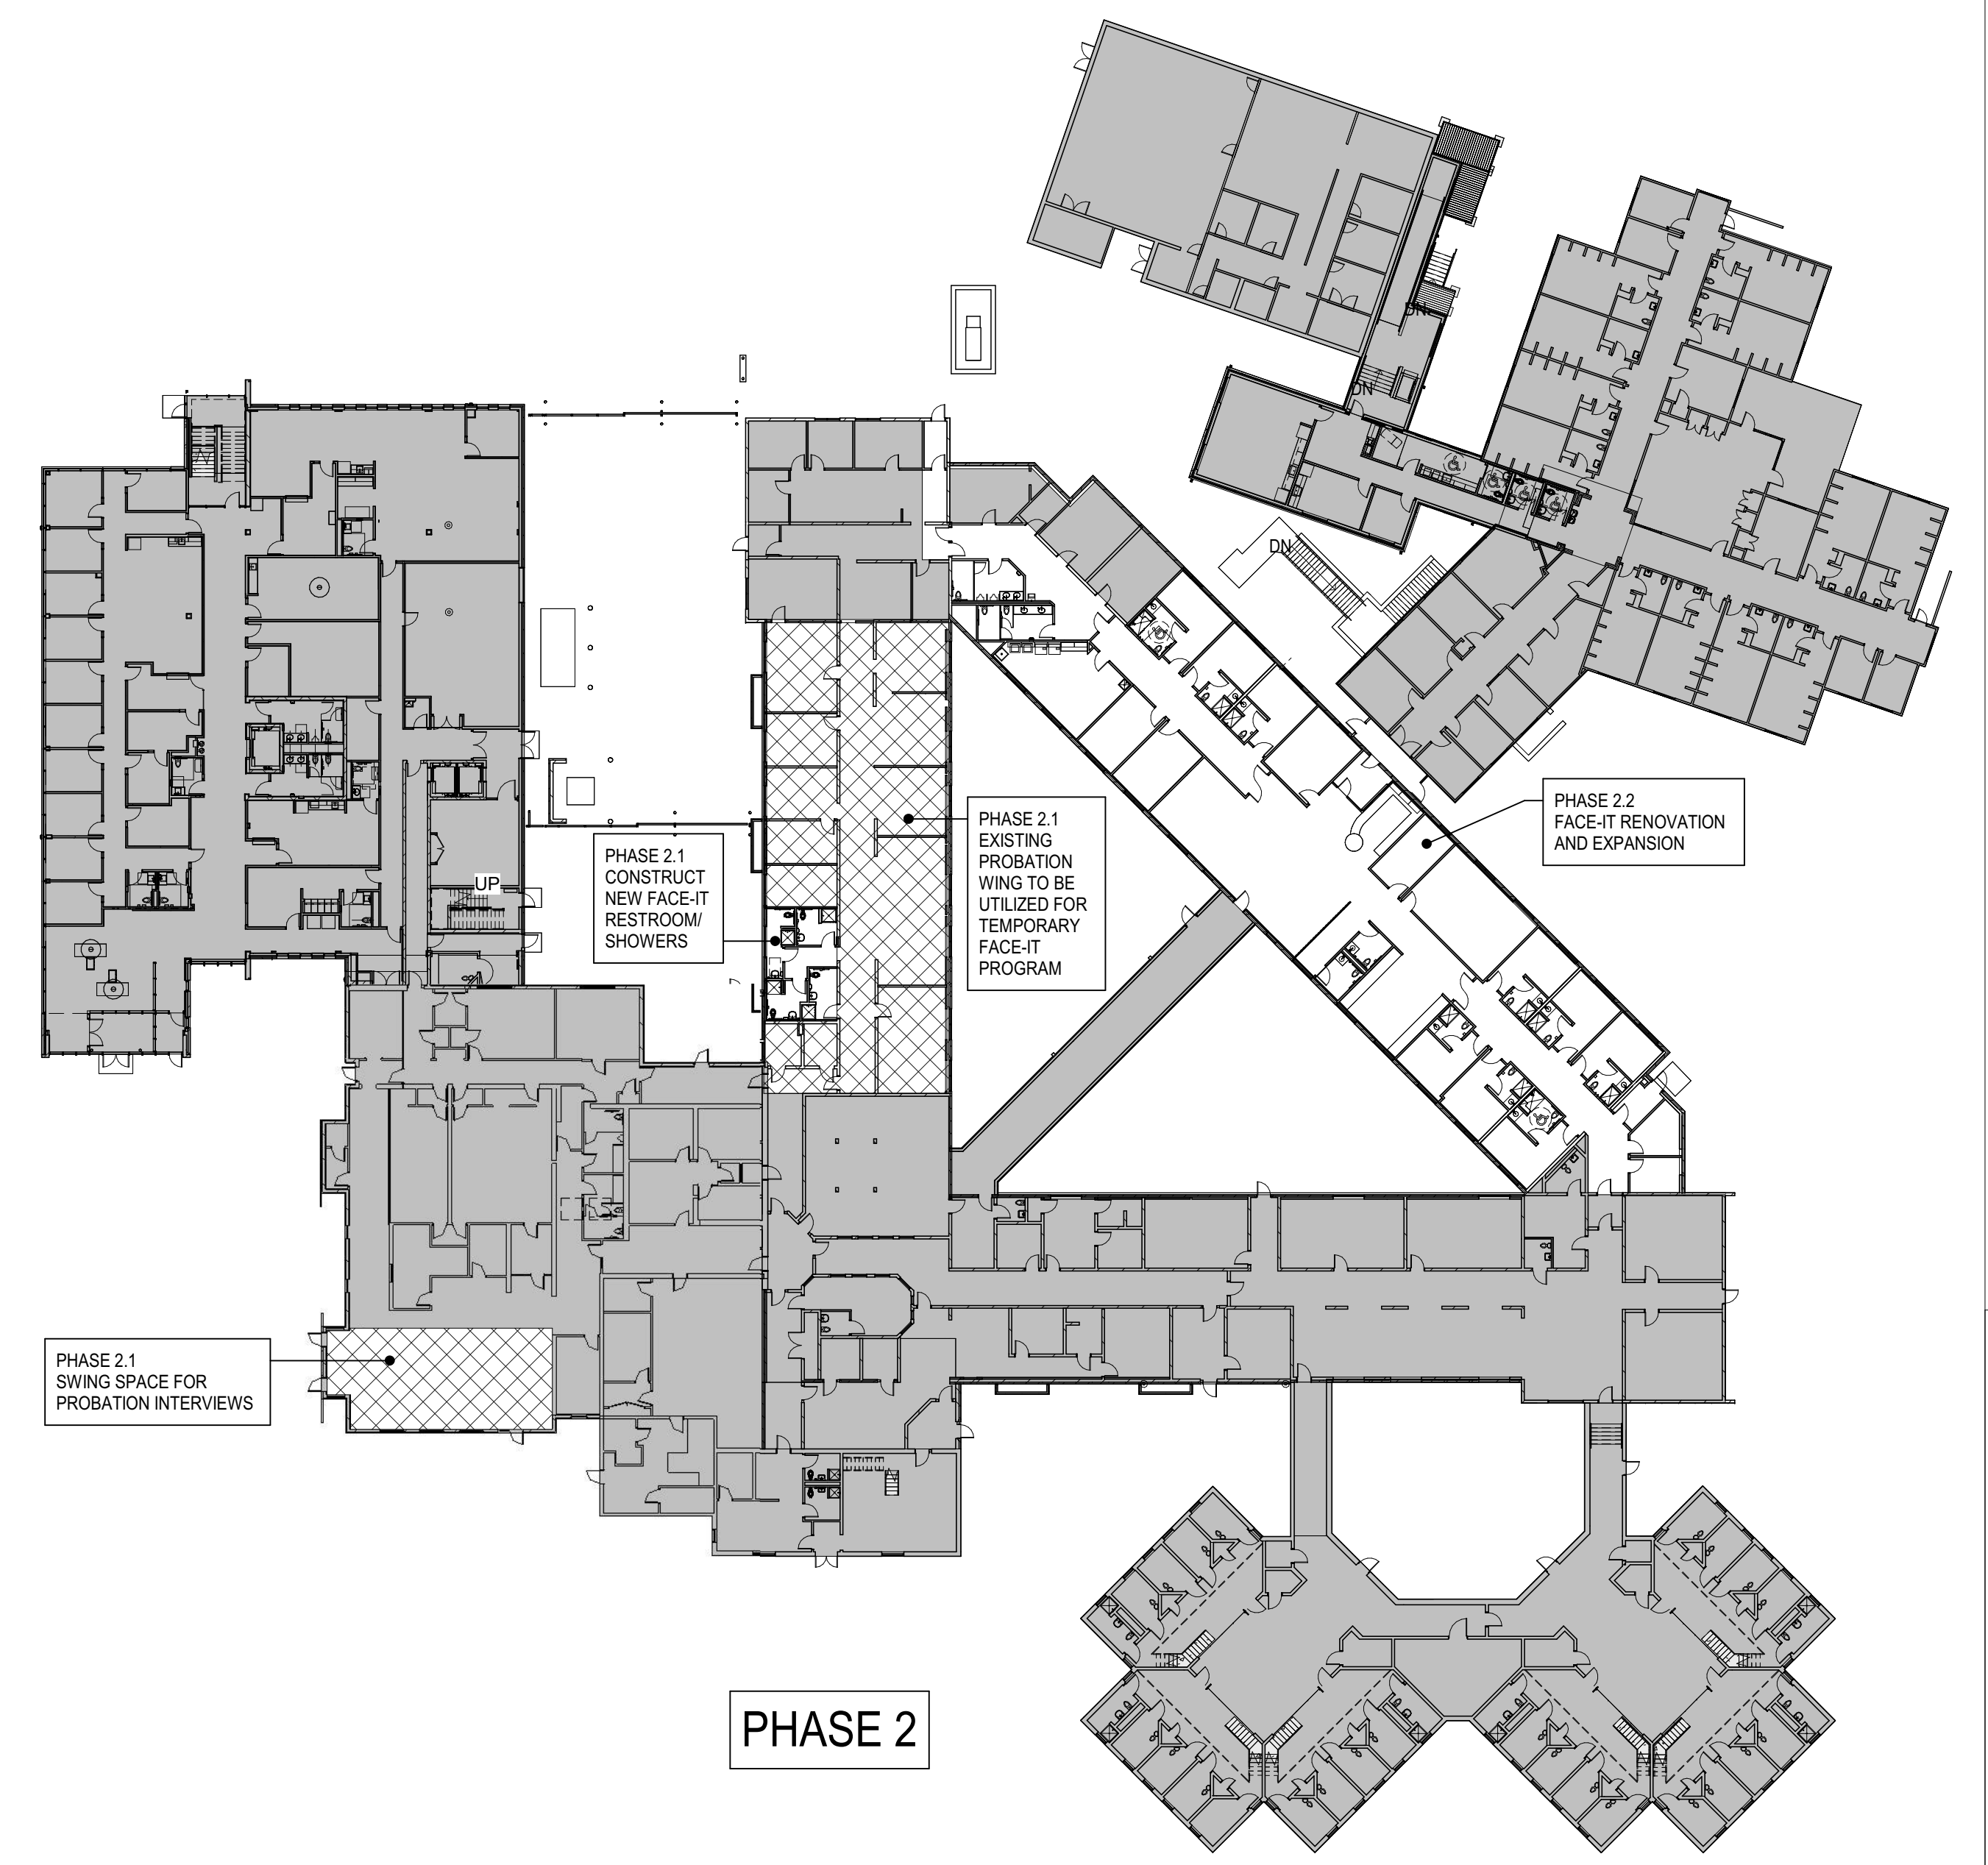 DN
DN
DN
UP
PHASE 2.1
CONSTRUCT
NEW FACE-IT
RESTROOM/
SHOWERS
PHASE 2.1
EXISTING
PROBATION
WING TO BE
UTILIZED FOR
TEMPORARY
FACE-IT
PROGRAM
PHASE 2.2
FACE-IT RENOVATION
AND EXPANSION
PHASE 2.1
SWING SPACE FOR
PROBATION INTERVIEWS
PHASE 2